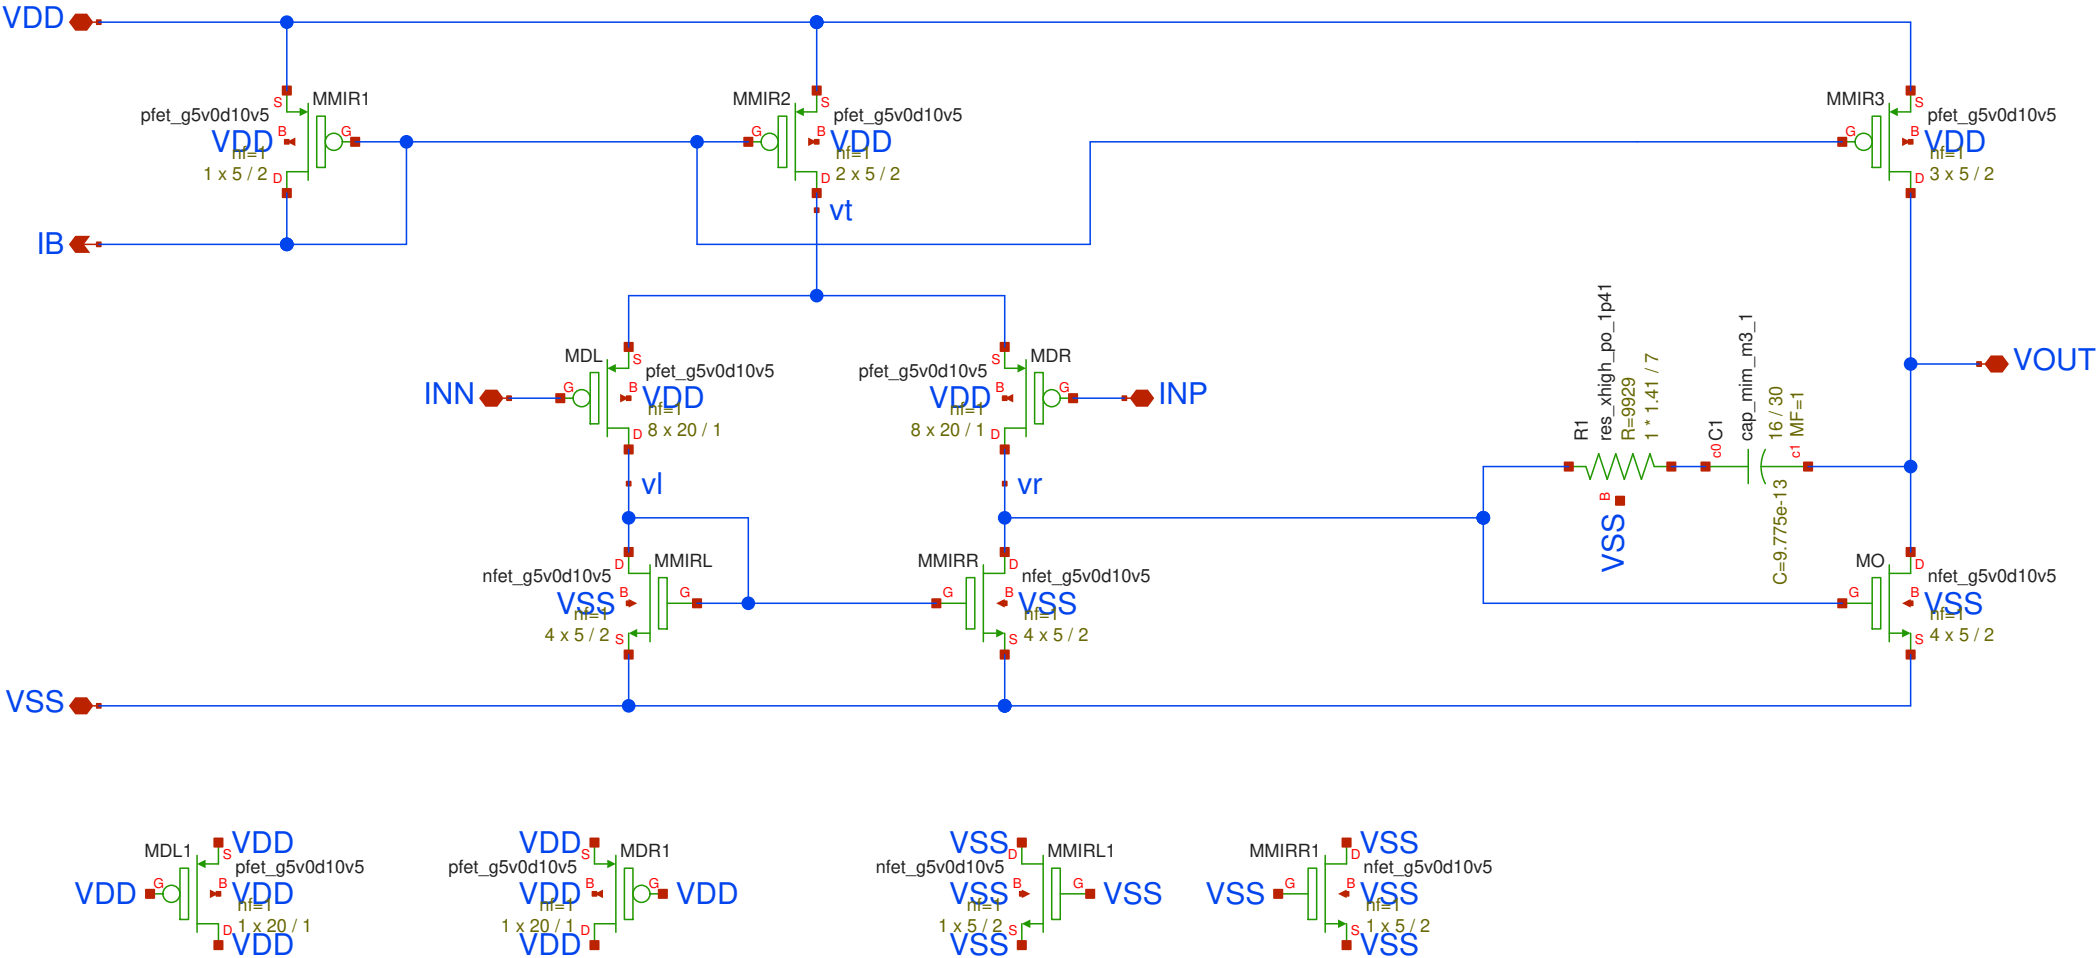 VDD
S
MMIR1
pfet_g5v0d10v5
B
VDD
G
nf=1
1 x 5 / 2
D
MMIR2
S
pfet_g5v0d10v5
G
B
VDD
nf=1
2 x 5 / 2
D
vt
MMIR3
S
pfet_g5v0d10v5
G
B
VDD
nf=1
3 x 5 / 2
D
IB
MDL
S
pfet_g5v0d10v5
INN
G
B
VDD
nf=1
8 x 20 / 1
D
MDR
S
pfet_g5v0d10v5
VDD
B
G
INP
nf=1
8 x 20 / 1
D
R1
res_xhigh_po_1p41
R=9929
1 * 1.41 / 7
B
VSS
c0
C1
cap_mim_m3_1
16 / 30
MF=1
c1
C=9.775e-13
VOUT
vl
vr
D
MMIRL
nfet_g5v0d10v5
VSS
B
G
nf=1
4 x 5 / 2
S
MMIRR
D
nfet_g5v0d10v5
G
B
VSS
nf=1
4 x 5 / 2
S
MO
D
nfet_g5v0d10v5
G
B
VSS
nf=1
4 x 5 / 2
S
VSS
MDL1
VDD
S
pfet_g5v0d10v5
VDD
G
B
VDD
nf=1
1 x 20 / 1
D
VDD
VDD
S
MDR1
pfet_g5v0d10v5
VDD
B
G
VDD
nf=1
1 x 20 / 1
D
VDD
VSS
D
MMIRL1
nfet_g5v0d10v5
VSS
B
G
VSS
nf=1
1 x 5 / 2
S
VSS
MMIRR1
VSS
D
nfet_g5v0d10v5
VSS
G
B
VSS
nf=1
1 x 5 / 2
S
VSS